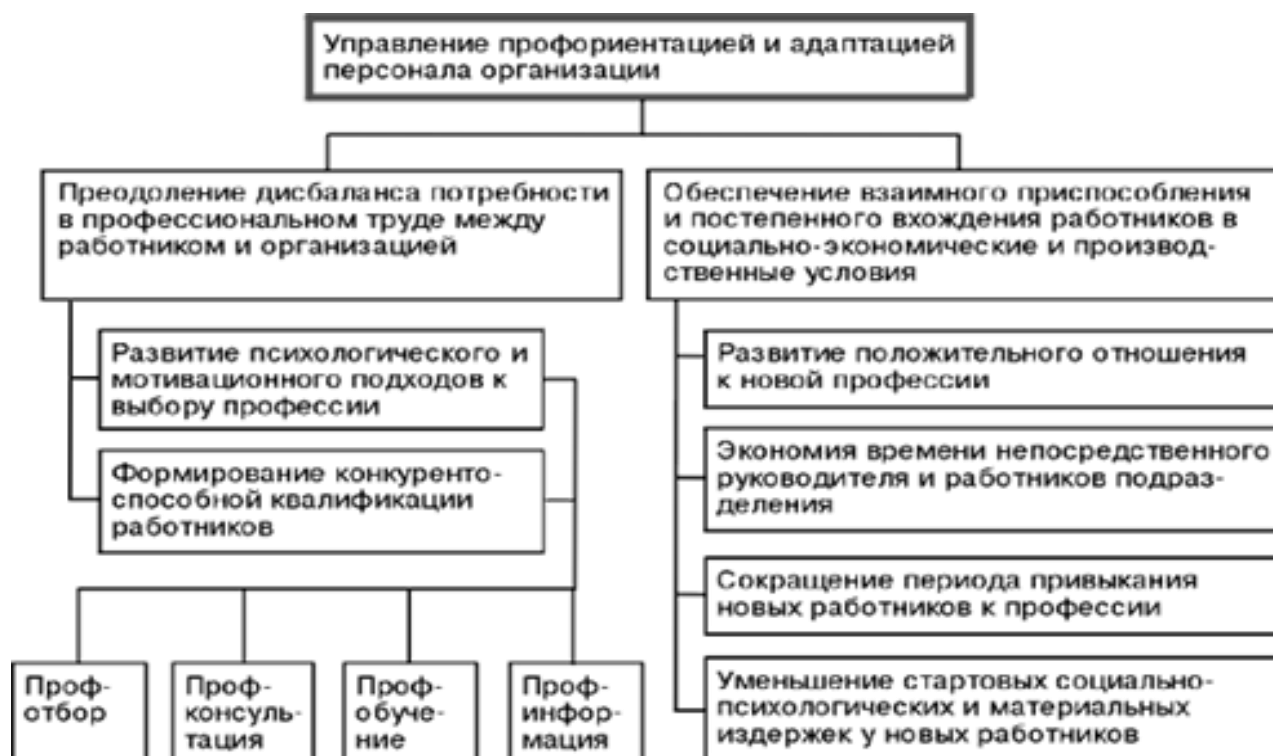 Управление профориентацией и адаптацией
персонала организации
Преодоление дисбаланса потребности
в профессиональном труде между
работником и организацией
Развитие психологического и
мотивационного подходов к
выбору профессии
Формирование конкуренто-
способной квалификации
работников
Проф-
отбор
Проф-
консуль-
тация
Проф-
обуче-
ние
Проф-
инфор-
мация
Обеспечение взаимного приспособления
и постепенного вхождения работников в
социально-экономические и производ-
ственные условия
Развитие положительного отношения
к новой профессии
Экономия времени непосредственного
руководителя и работников подраз-
деления
Сокращение периода привыкания
новых работников к профессии
Уменьшение стартовых социально-
психологических и материальных
издержек у новых работников